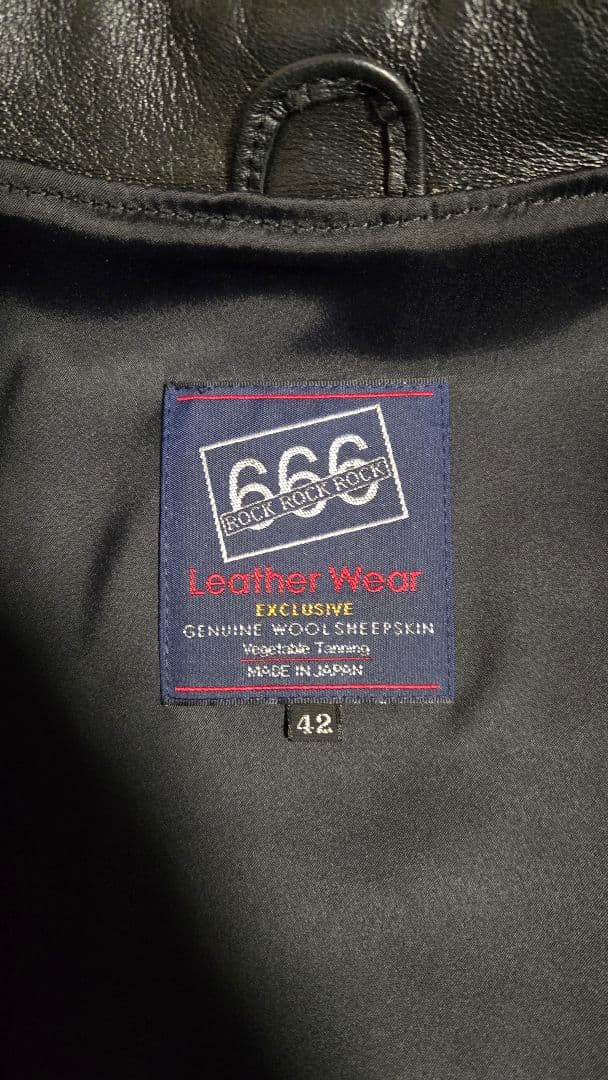 666
ROCK ROCK ROCK
Leather Wear
EXCLUSIVE
GENUINE WOOLSHEEPSKIN
Vegetable Tanning
MADE IN JAPAN
42